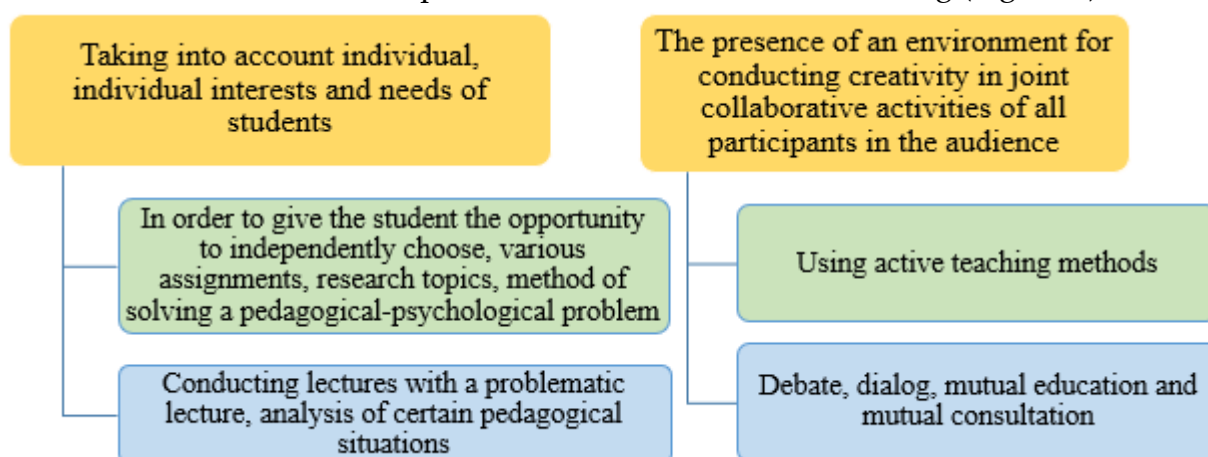 Taking into account individual,
individual interests and needs of
students
In order to give the student the opportunity
to independently choose, various
assignments, research topics, method of
solving a pedagogical-psychological problem
Conducting lectures with a problematic
lecture, analysis of certain pedagogical
situations
The presence of an environment for
conducting creativity in joint
collaborative activities of all
participants in the audience
Using active teaching methods
Debate, dialog, mutual education and
mutual consultation